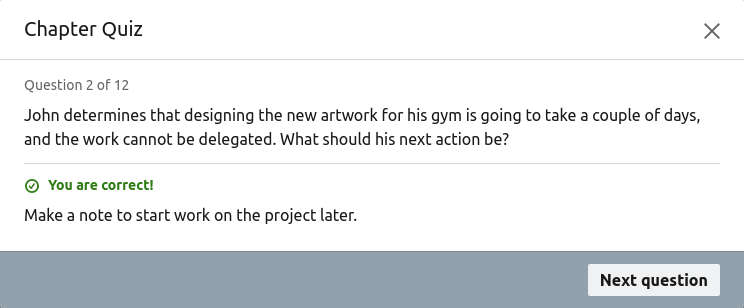 Chapter Quiz
Question 2 of 12
John determines that designing the new artwork for his gym is going to take a couple of days,
and the work cannot be delegated. What should his next action be?
You are correct!
Make a note to start work on the project later.
Next question